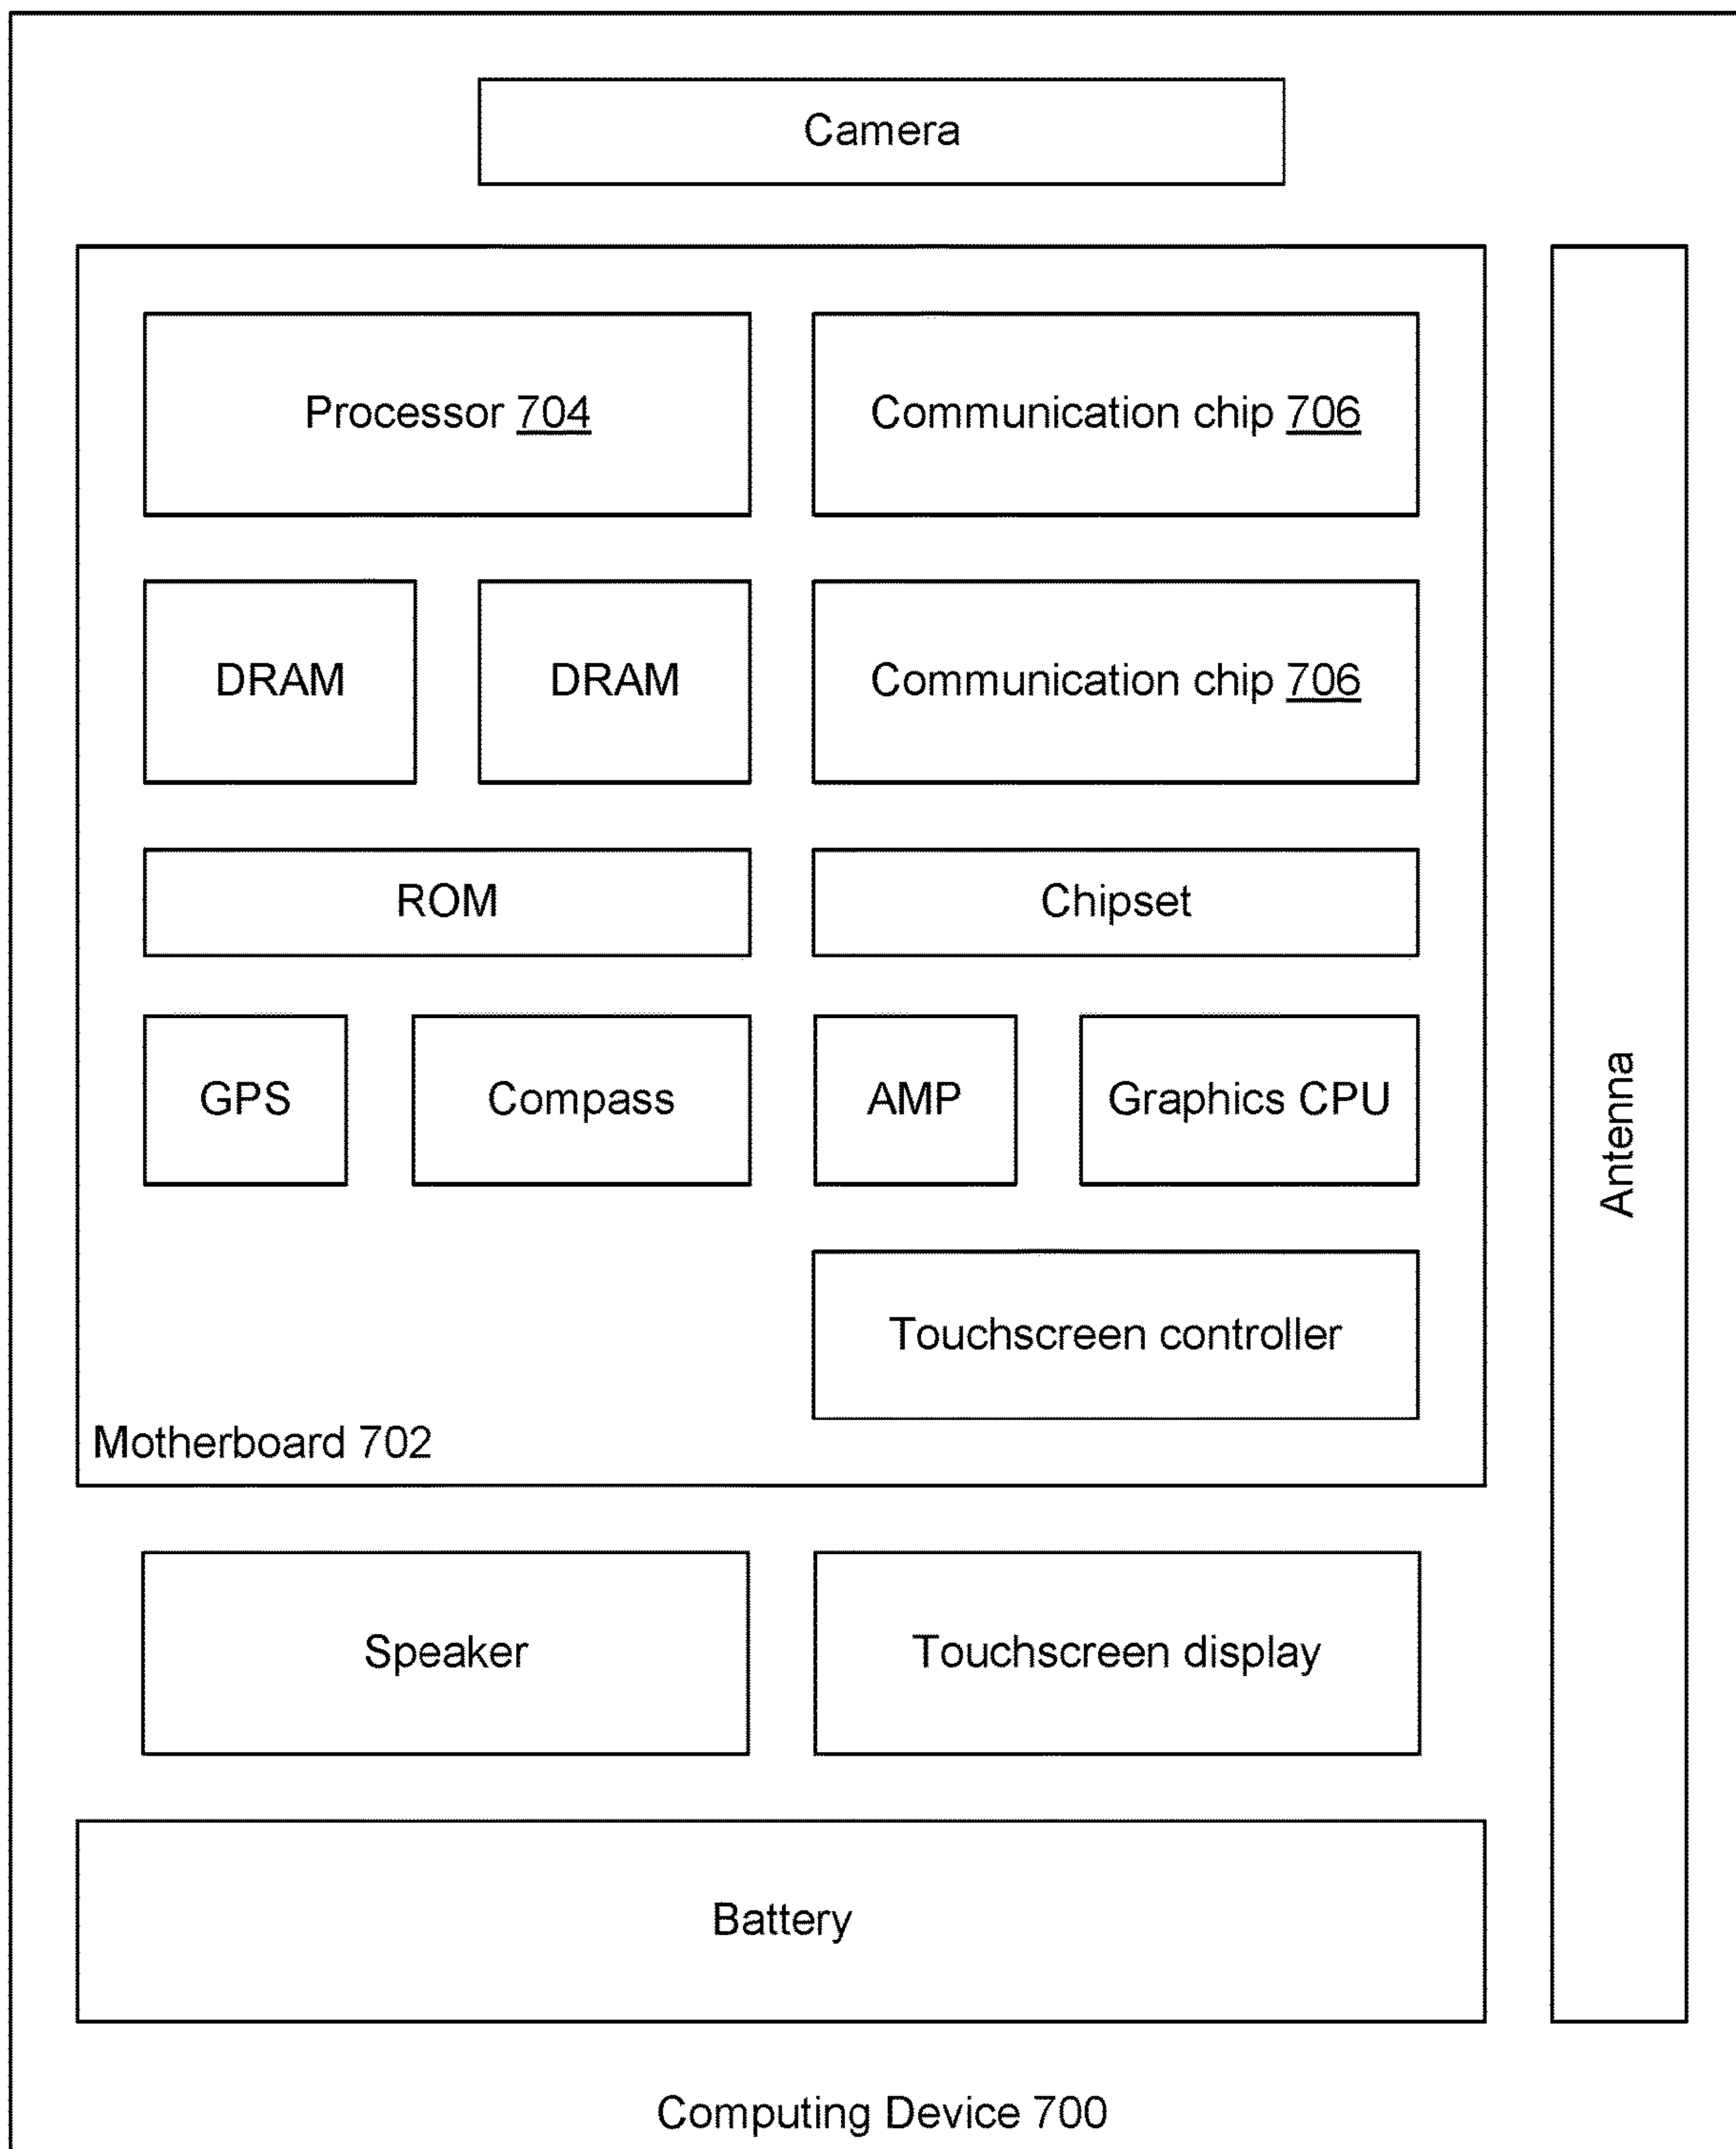 Camera
Processor 704
Communication chip 706
DRAM
DRAM
Communication chip 706
ROM
Chipset
GPS
Compass
AMP
Graphics CPU
Antenna
Touchscreen controller
Motherboard 702
Speaker
Touchscreen display
Battery
Computing Device 700